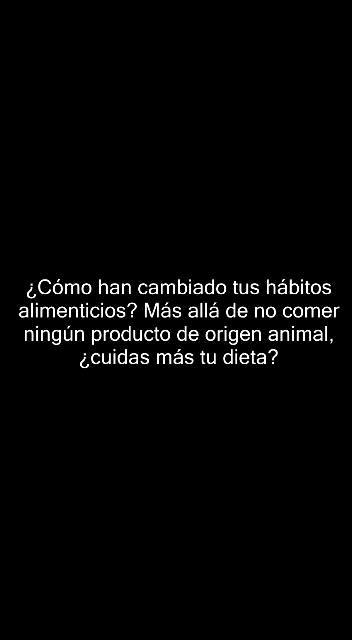 ¿Cómo han cambiado tus hábitos
alimenticios? Más allá de no comer
ningún producto de origen animal,
¿cuidas más tu dieta?